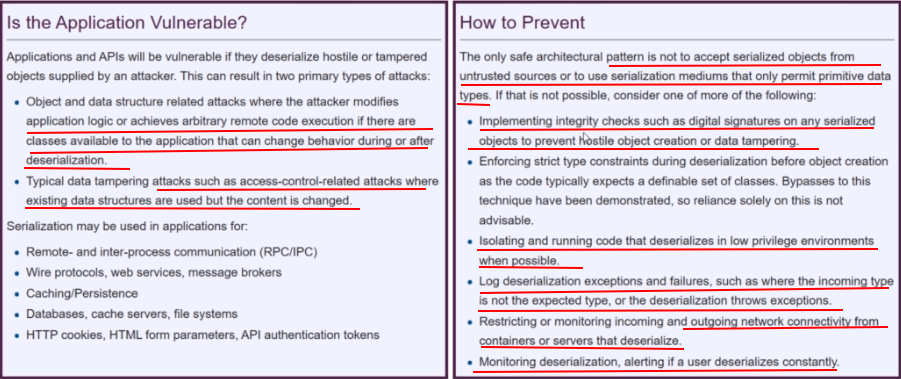 Is the Application Vulnerable?
Applications and APIs will be vulnerable if they deserialize hostile or tampered
objects supplied by an attacker. This can result in two primary types of attacks:
Object and data structure related attacks where the attacker modifies
application logic or achieves arbitrary remote code execution if there are
classes available to the application that can change behavior during or after
deserialization.
Typical data tampering attacks such as access-control-related attacks where
existing data structures are used but the content is changed.
Serialization may be used in applications for:
Remote- and inter-process communication (RPC/IPC)
Wire protocols, web services, message brokers
Caching/Persistence
Databases, cache servers, file systems
HTTP cookies, HTML form parameters, API authentication tokens
How to Prevent
The only safe architectural pattern is not to accept serialized objects from
untrusted sources or to use serialization mediums that only permit primitive data
types. If that is not possible, consider one of more of the following:
Implementing integrity checks such as digital signatures on any serialized
objects to prevent hostile object creation or data tampering.
Enforcing strict type constraints during deserialization before object creation
as the code typically expects a definable set of classes. Bypasses to this
technique have been demonstrated, so reliance solely on this is not
advisable.
Isolating and running code that deserializes in low privilege environments
when possible.
Log deserialization exceptions and failures, such as where the incoming type
is not the expected type, or the deserialization throws exceptions.
Restricting or monitoring incoming and outgoing network connectivity from
containers or servers that deserialize.
Monitoring deserialization, alerting if a user deserializes constantly.